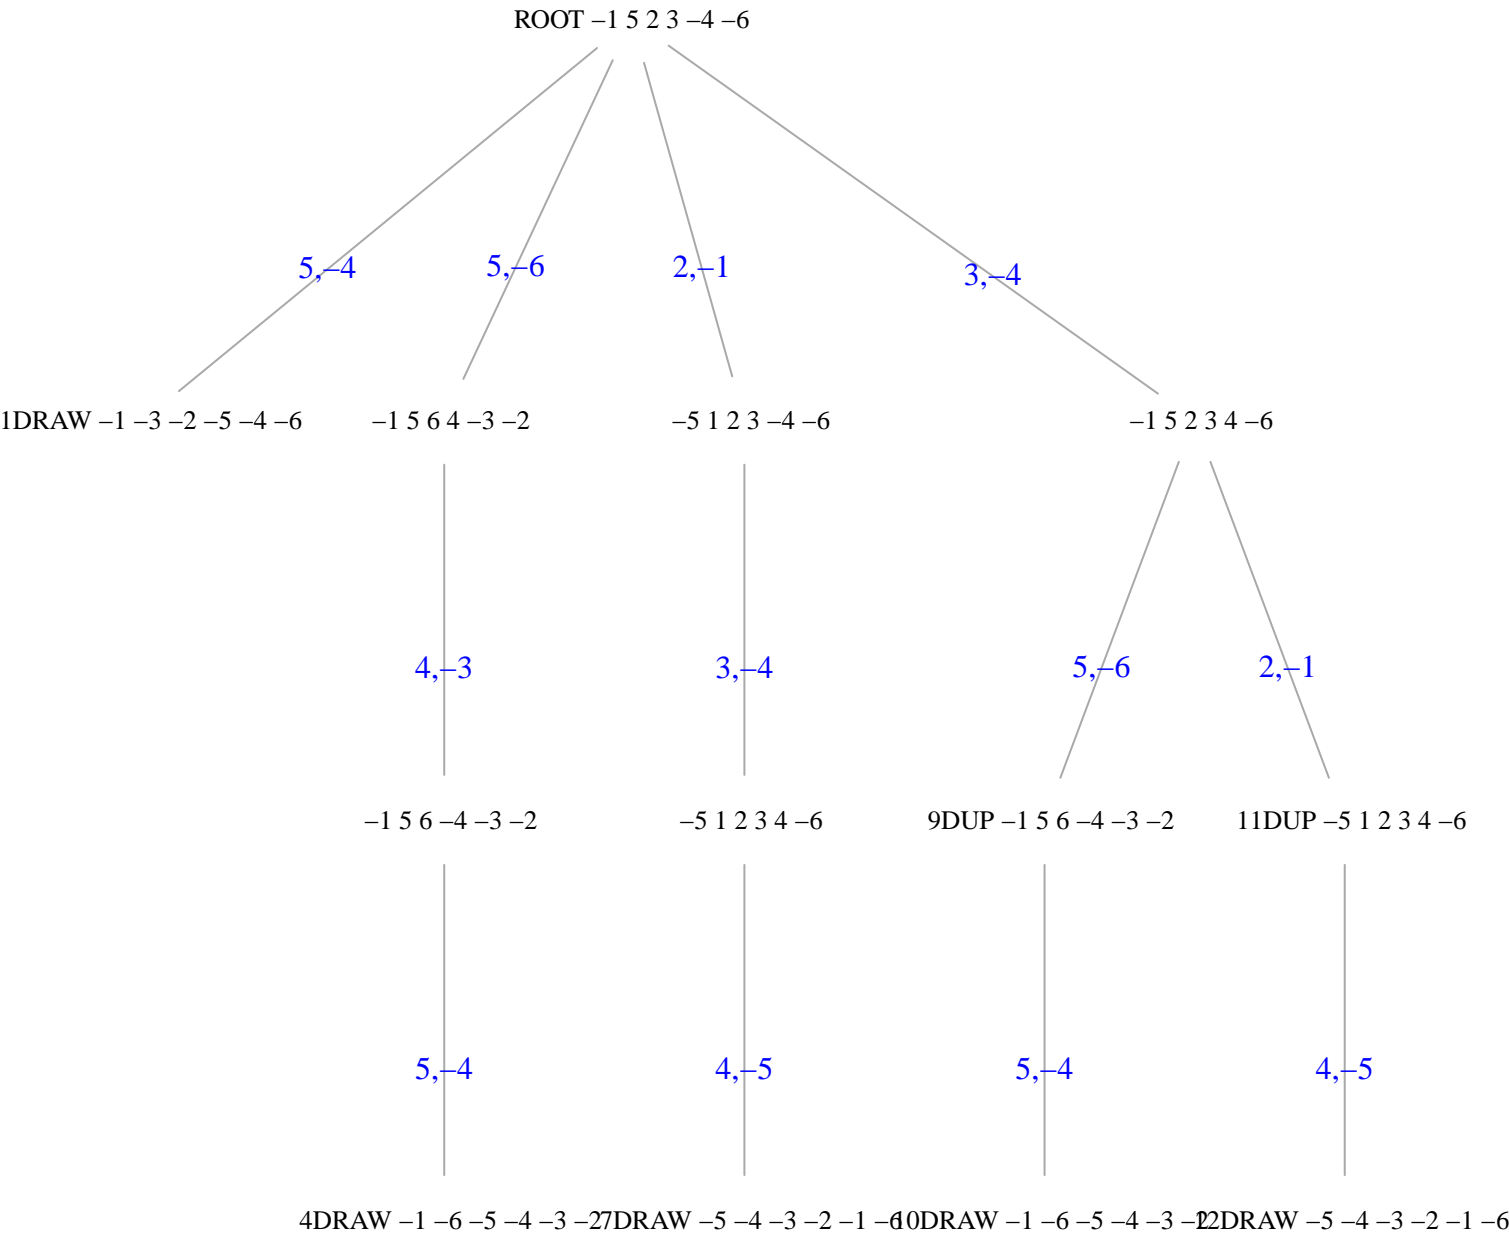 ROOT –1 5 2 3 –4 –6
5,–4 5,–6 2,–1 3,–4
1DRAW –1 –3 –2 –5 –4 –6 –1 5 6 4 –3 –2 –5 1 2 3 –4 –6 –1 5 2 3 4 –6
4,–3 3,–4 5,–6 2,–1
–1 5 6 –4 –3 –2 –5 1 2 3 4 –6 9DUP –1 5 6 –4 –3 –2 11DUP –5 1 2 3 4 –6
5,–4 4,–5 5,–4 4,–5
4DRAW –1 –6 –5 –4 –3 –2 7DRAW –5 –4 –3 –2 –1 –6 10DRAW –1 –6 –5 –4 –3 –2 12DRAW –5 –4 –3 –2 –1 –6